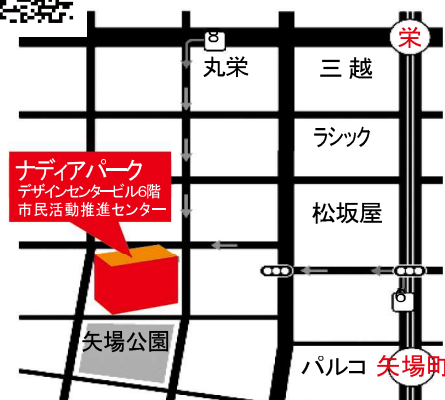 栄
8
丸栄
三越
ラシック
ナディアパーク
デザインセンタービル6階
市民活動推進センター
松坂屋
6
矢場公園
パルコ
矢場町